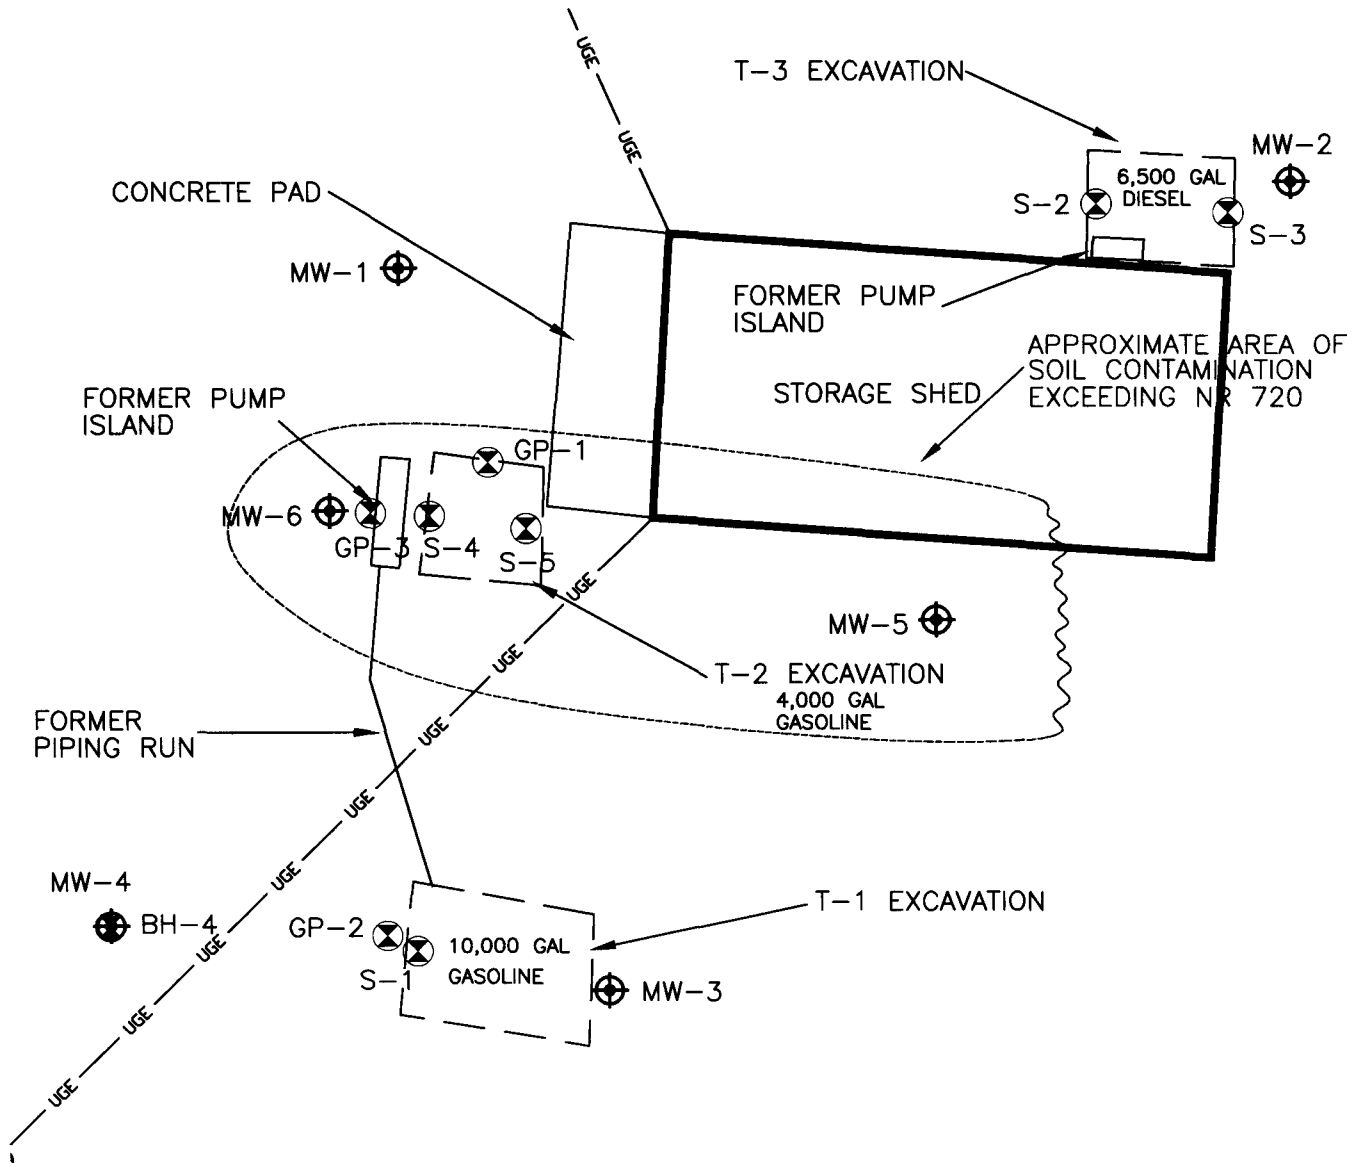 UGE
T-3 EXCAVATION
UGE
MW-2
6,500 GAL
DIESEL
CONCRETE PAD
S-2
S-3
MW-1
FORMER PUMP
ISLAND
APPROXIMATE AREA OF
SOIL CONTAMINATION
EXCEEDING NR 720
STORAGE SHED
FORMER PUMP
ISLAND
GP-1
MW-6
GP-3
S-4
S-5
UGE
MW-5
UGE
T-2 EXCAVATION
4,000 GAL
GASOLINE
FORMER
PIPING RUN
UGE
UGE
UGE
MW-4
BH-4
GP-2
S-1
10,000 GAL
GASOLINE
T-1 EXCAVATION
UGE
MW-3
UGE
UGE